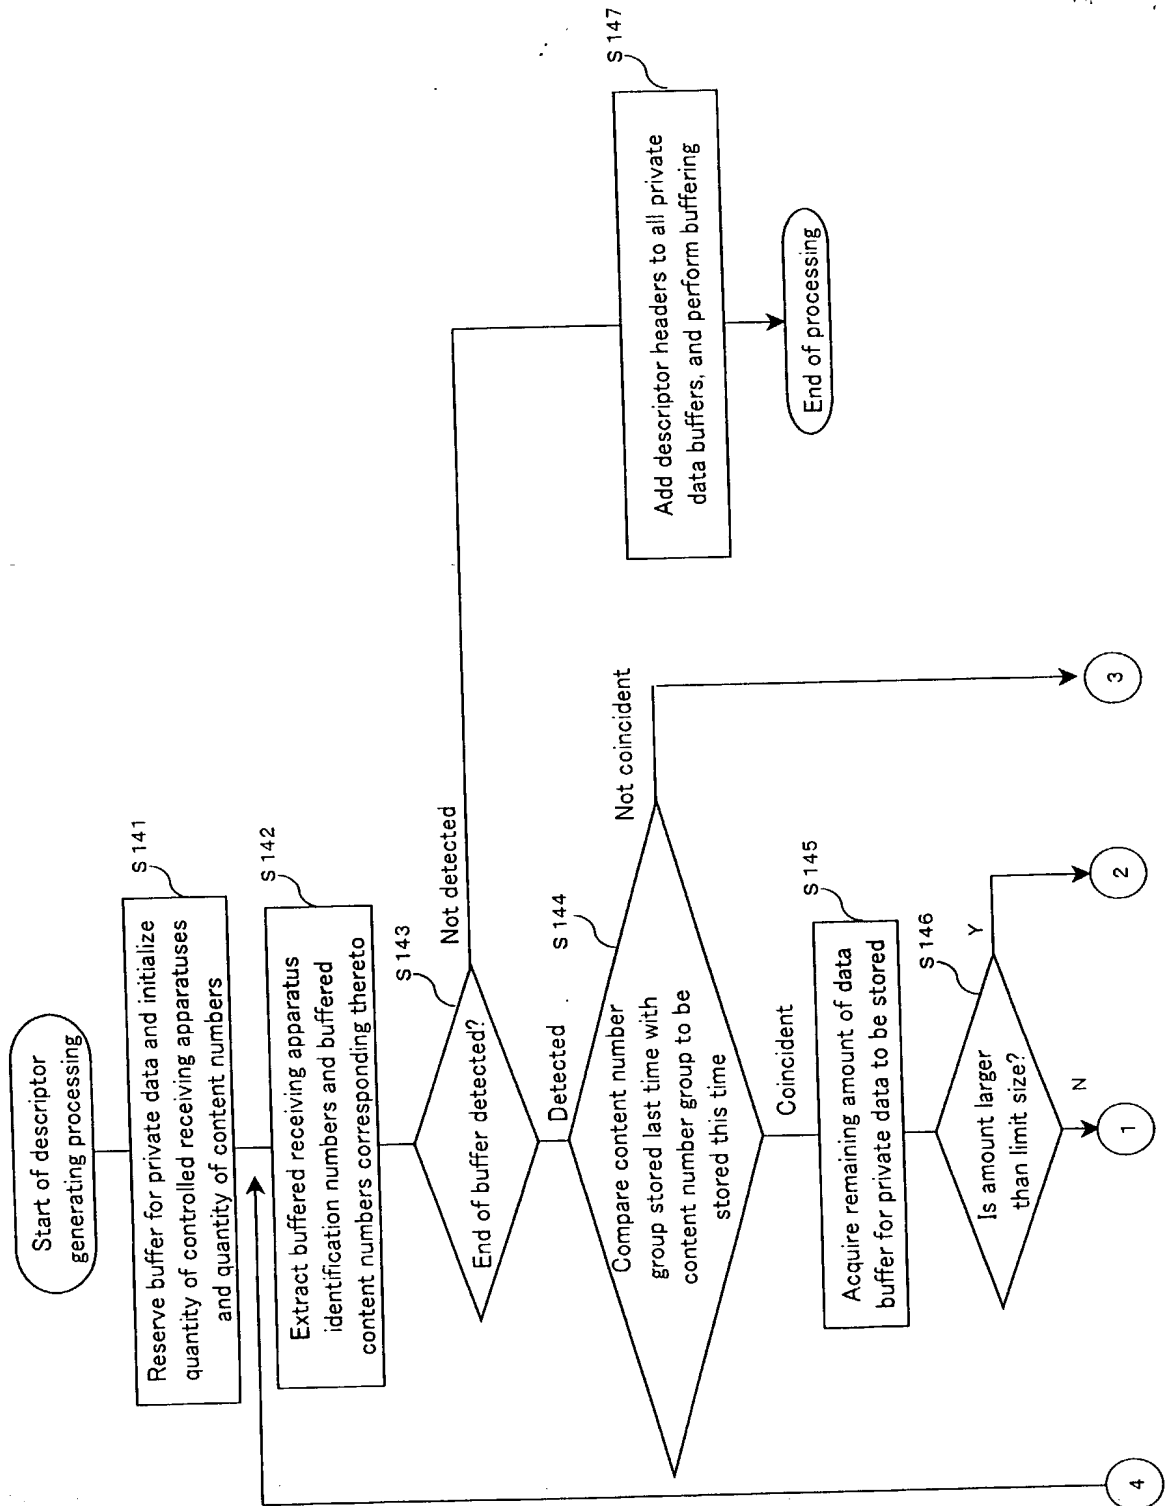 Start of descriptor
generating processing
S141
Reserve buffer for private data and initialize
quantity of controlled receiving apparatuses
and quantity of content numbers
S142
Extract buffered receiving apparatus
identification numbers and buffered
content numbers corresponding thereto
S143
End of buffer detected?
Not detected
Detected
S144
Compare content number
group stored last time with
content number group to be
stored this time
Not coincident
Coincident
S145
Acquire remaining amount of data
buffer for private data to be stored
S146
Is amount larger
than limit size?
Y
N
S147
Add descriptor headers to all private
data buffers, and perform buffering
End of processing
4
1
2
3